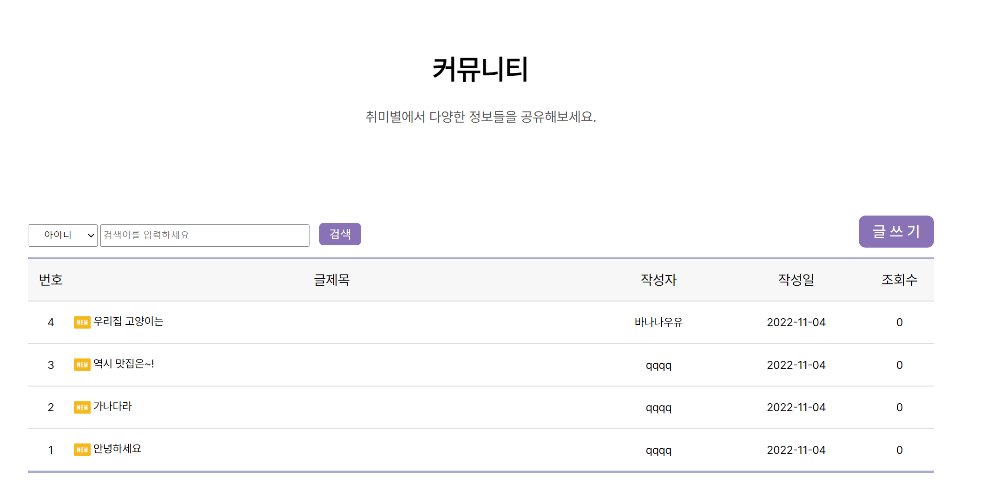 커뮤니티
취미별에서 다양한 정보들을 공유해보세요.
글 쓰 기
아이디 검색어를 입력하세요 검색
번호 글제목 작성자 작성일 조회수
4 NEW 우리집 고양이는 바나나우유 2022-11-04 0
3 NEW 역시 맛집은~! qqqq 2022-11-04 0
2 NEW 가나다라 qqqq 2022-11-04 0
1 NEW 안녕하세요 qqqq 2022-11-04 0